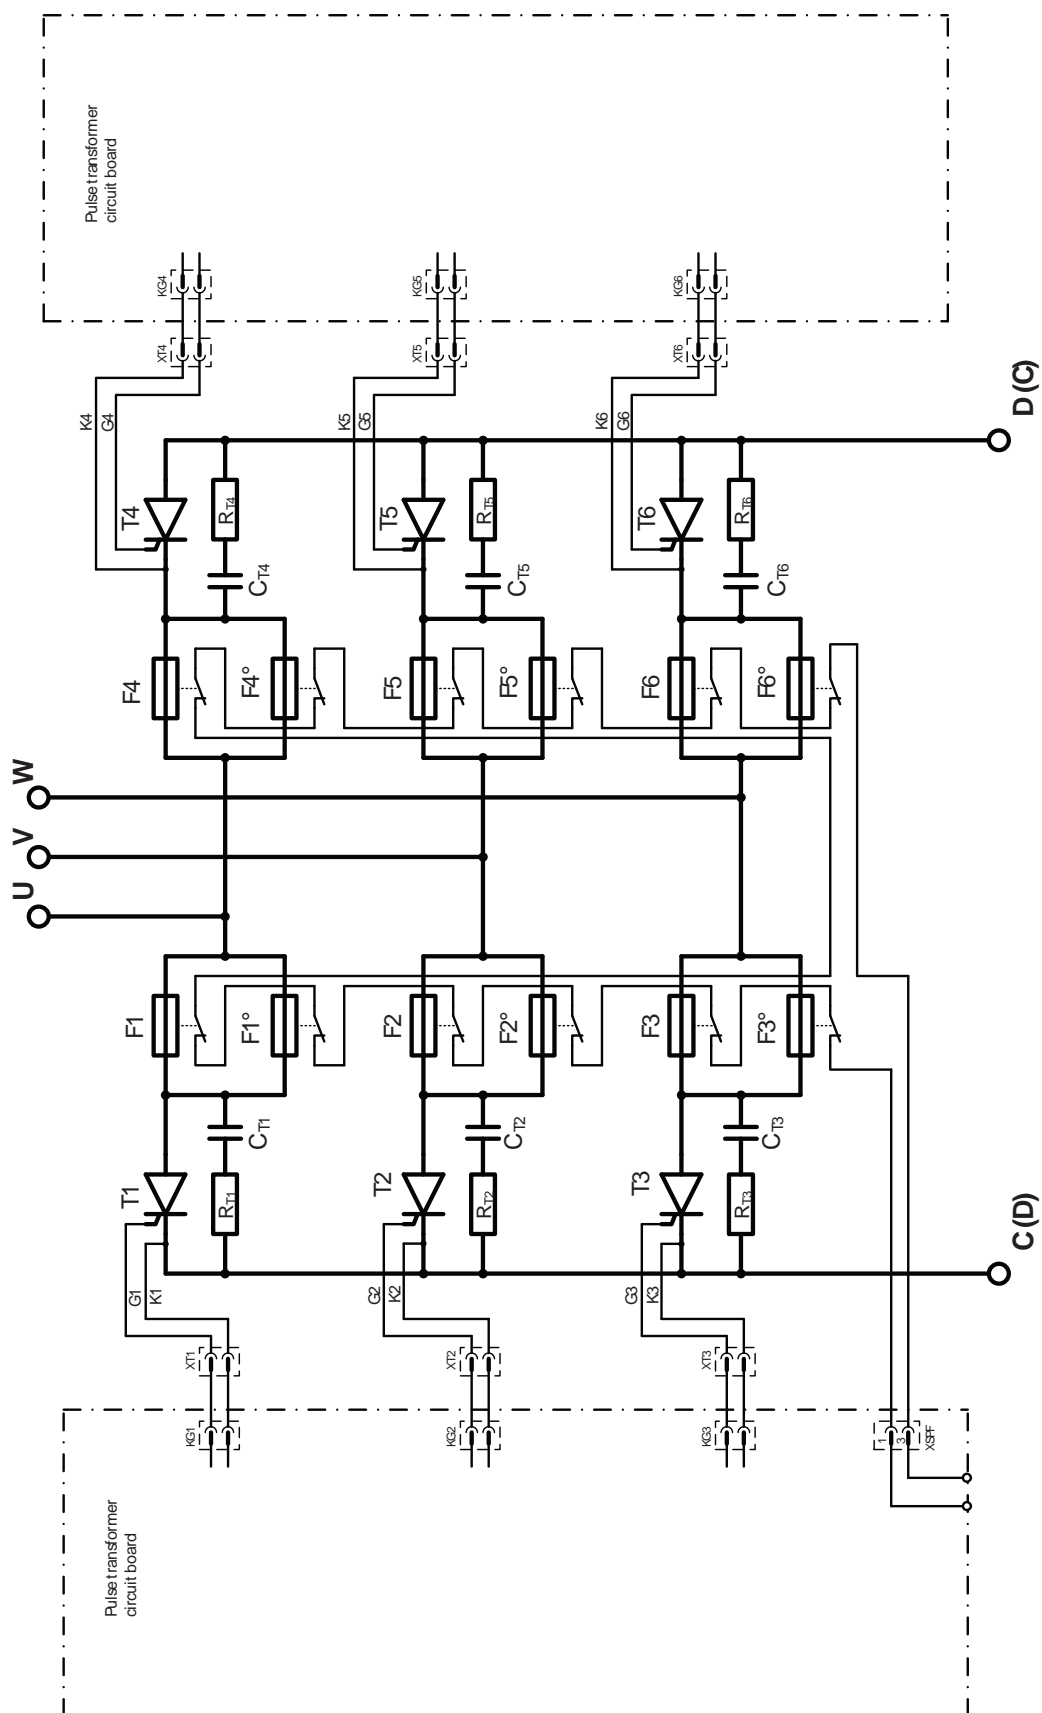 Pulse transformer
circuit board
KG4
KG5
KG6
XT4
XT5
XT6
K4
G4
K5
G5
K6
G6
D (C)
T4
RT4
T5
RT5
T6
RT6
CT4
CT5
CT6
F4
F4°
F5
F5°
F6
F6°
W
V
U
F1
F1°
F2
F2°
F3
F3°
CT1
CT2
CT3
T1
RT1
T2
RT2
T3
RT3
C (D)
G1
K1
G2
K2
G3
K3
XT1
XT2
XT3
KG1
KG2
KG3
1
3
XSPF
Pulse transformer
circuit board